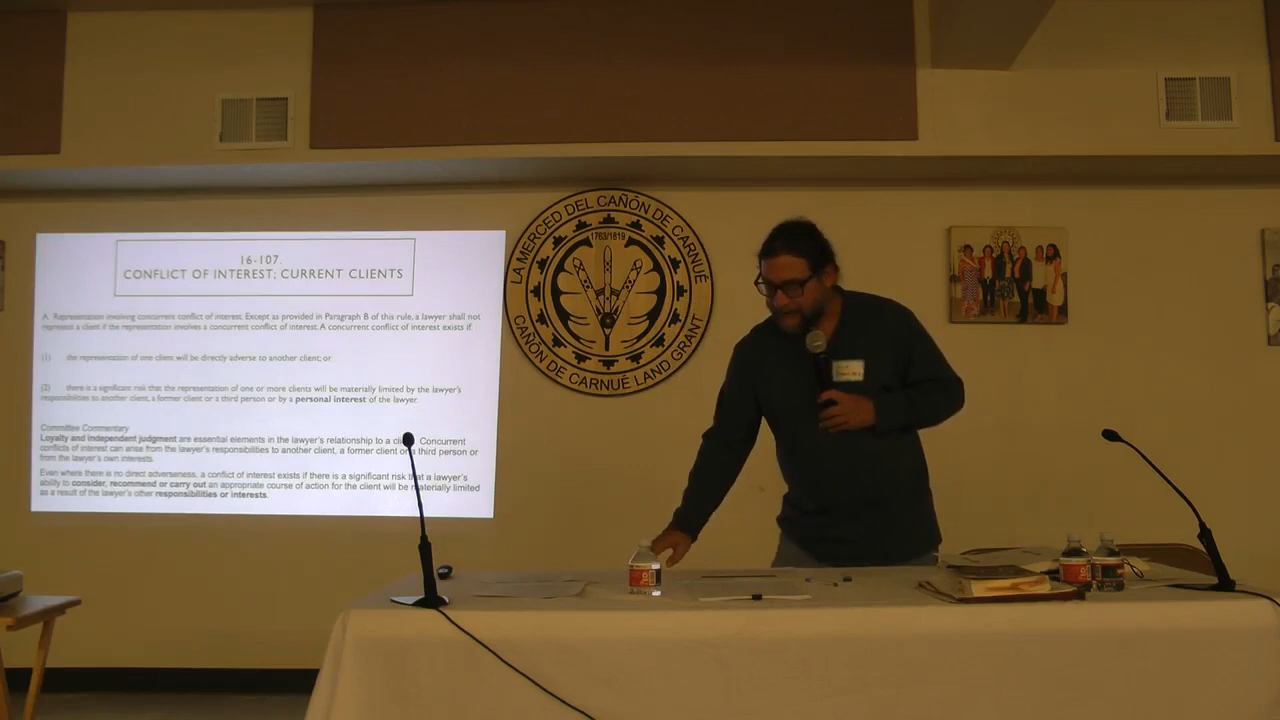 16-107.
CONFLICT OF INTEREST; CURRENT CLIENTS
A. Representation involving concurrent conflict of interest. Except as provided in Paragraph B of this rule, a lawyer shall not
represent a client if the representation involves a concurrent conflict of interest. A concurrent conflict of interest exists if:
(1) the representation of one client will be directly adverse to another client; or
(2) there is a significant risk that the representation of one or more clients will be materially limited by the lawyer's
responsibilities to another client, a former client or a third person or by a personal interest of the lawyer.
Committee Commentary
Loyalty and independent judgment are essential elements in the lawyer's relationship to a client. Concurrent
conflicts of interest can arise from the lawyer's responsibilities to another client, a former client or a third person or
from the lawyer's own interests.
Even where there is no direct adverseness, a conflict of interest exists if there is a significant risk that a lawyer's
ability to consider, recommend or carry out an appropriate course of action for the client will be materially limited
as a result of the lawyer's other responsibilities or interests.
LA MERCED DEL CAÑÓN DE CARNUÉ
1763/1819
CAÑÓN DE CARNUÉ LAND GRANT